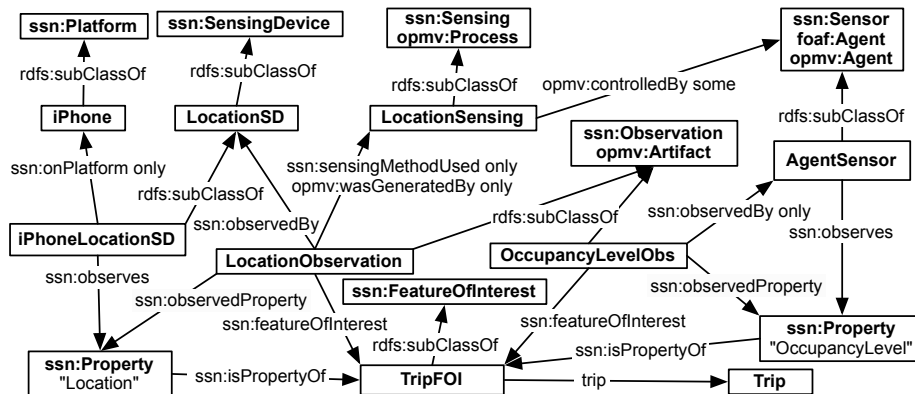 ssn:Platform
ssn:SensingDevice
ssn:Sensing
opmv:Process
ssn:Sensor
foaf:Agent
opmv:Agent
rdfs:subClassOf
rdfs:subClassOf
rdfs:subClassOf
opmv:controlledBy some
rdfs:subClassOf
iPhone
LocationSD
LocationSensing
ssn:Observation
opmv:Artifact
AgentSensor
ssn:onPlatform only
rdfs:subClassOf
ssn:sensingMethodUsed only
opmv:wasGeneratedBy only
ssn:observedBy
rdfs:subClassOf
ssn:observedBy only
ssn:observes
iPhoneLocationSD
LocationObservation
OccupancyLevelObs
ssn:observes
ssn:observedProperty
ssn:FeatureOfInterest
ssn:observedProperty
ssn:featureOfInterest
rdfs:subClassOf
ssn:featureOfInterest
ssn:isPropertyOf
ssn:Property
"OccupancyLevel"
ssn:Property
"Location"
ssn:isPropertyOf
TripFOI
trip
Trip